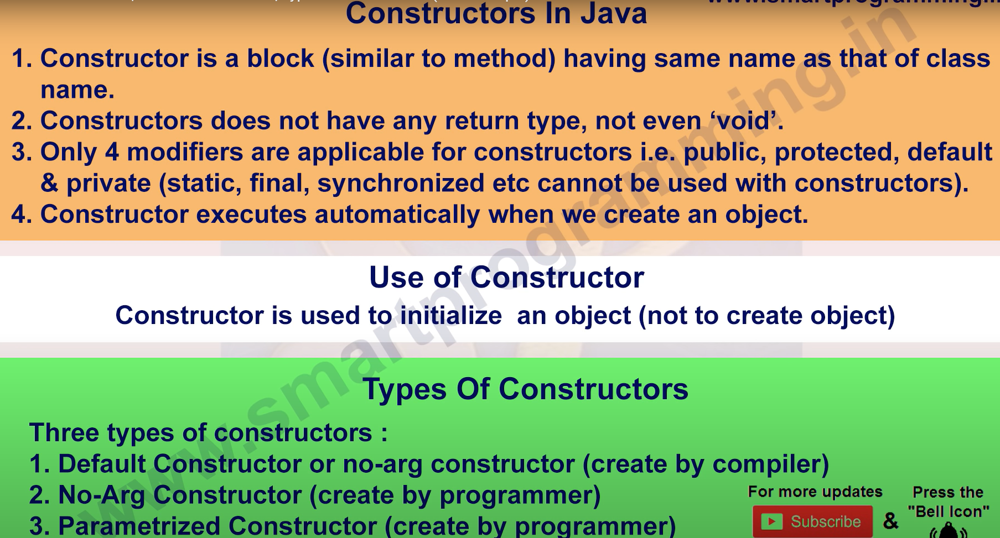 Constructors In Java
1. Constructor is a block (similar to method) having same name as that of class
name.
2. Constructors does not have any return type, not even ‘void’.
3. Only 4 modifiers are applicable for constructors i.e. public, protected, default
& private (static, final, synchronized etc cannot be used with constructors).
4. Constructor executes automatically when we create an object.
Use of Constructor
Constructor is used to initialize an object (not to create object)
Types Of Constructors
Three types of constructors :
1. Default Constructor or no-arg constructor (create by compiler)
2. No-Arg Constructor (create by programmer)
3. Parametrized Constructor (create by programmer)
For more updates
Subscribe
&
Press the
"Bell Icon"
www.smartprogramming.in